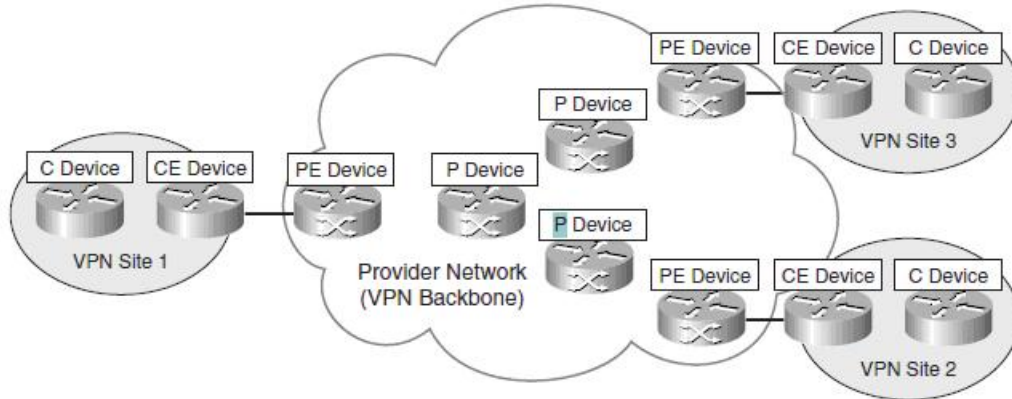 PE Device
CE Device
C Device
P Device
VPN Site 3
C Device
CE Device
PE Device
P Device
P Device
VPN Site 1
Provider Network
(VPN Backbone)
PE Device
CE Device
C Device
VPN Site 2